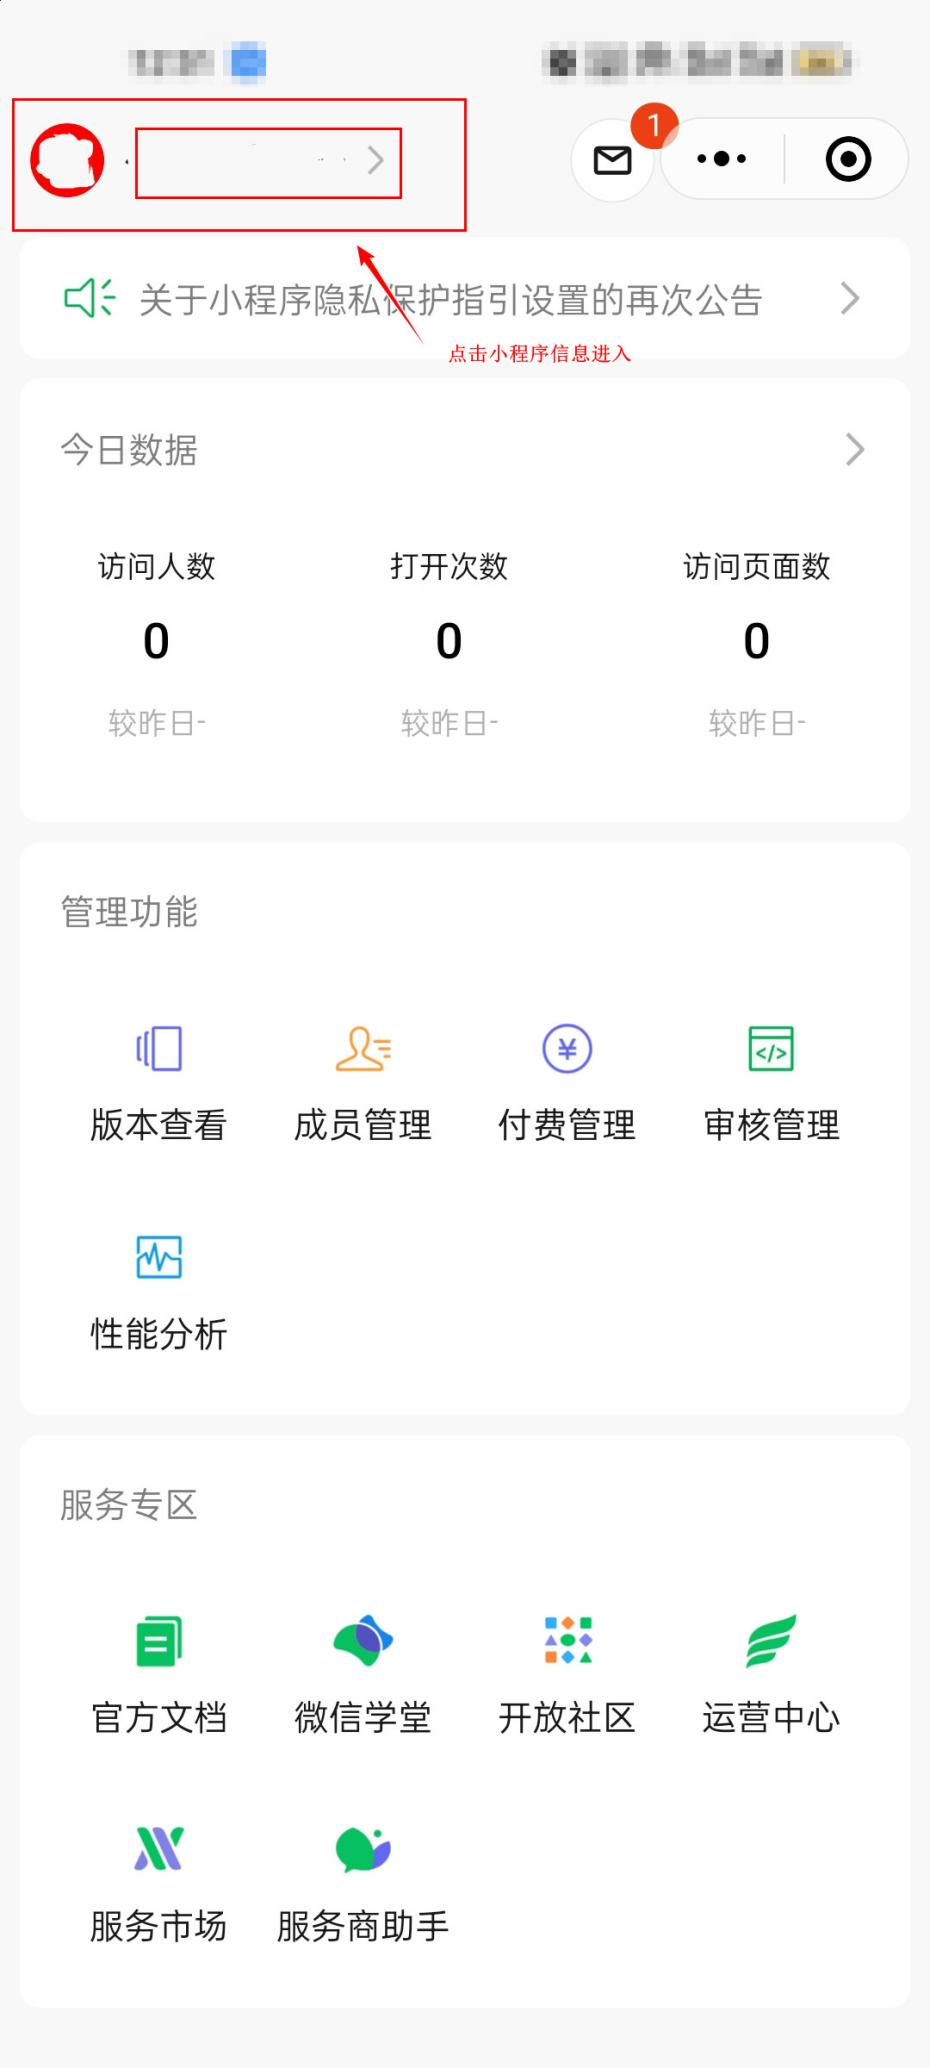 1
关于小程序隐私保护指引设置的再次公告
点击小程序信息进入
今日数据
访问人数 打开次数 访问页面数
0 0 0
较昨日- 较昨日- 较昨日-
管理功能
版本查看 成员管理 付费管理 审核管理
性能分析
服务专区
官方文档 微信学堂 开放社区 运营中心
服务市场 服务商助手